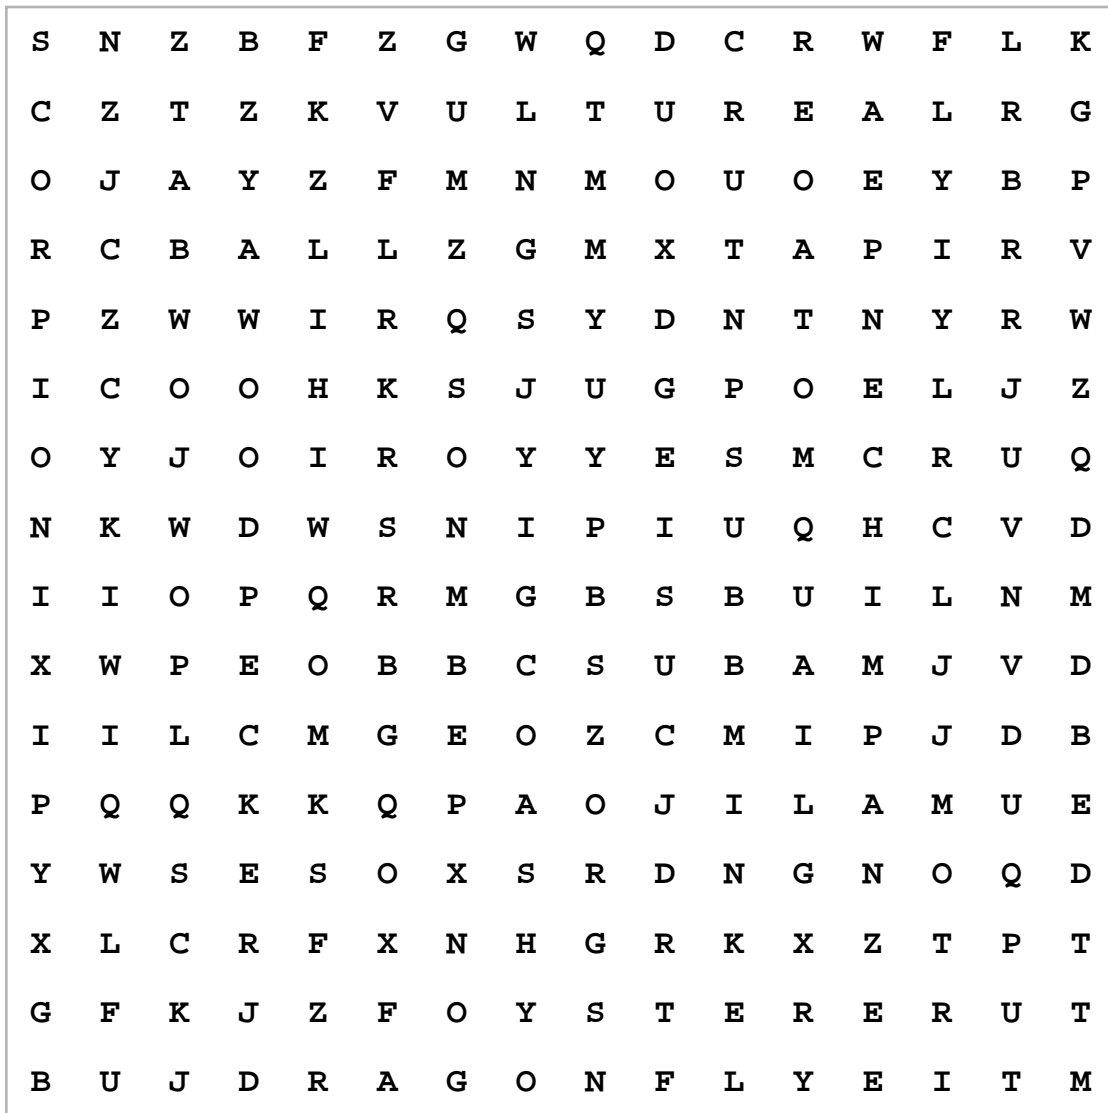 S N Z B F Z G W Q D C R W F L K
C Z T Z K V U L T U R E A L R G
O J A Y Z F M N M O U O E Y B P
R C B A L L Z G M X T A P I R V
P Z W W I R Q S Y D N T N Y R W
I C O O H K S J U G P O E L J Z
O Y J O I R O Y Y E S M C R U Q
N K W D W S N I P I U Q H C V D
I I O P Q R M G B S B U I L N M
X W P E O B B C S U B A M J V D
I I L C M G E O Z C M I P J D B
P Q Q K K Q P A O J I L A M U E
Y W S E S O X S R D N G N O Q D
X L C R F X N H G R K X Z T P T
G F K J Z F O Y S T E R E R U T
B U J D R A G O N F L Y E I T M